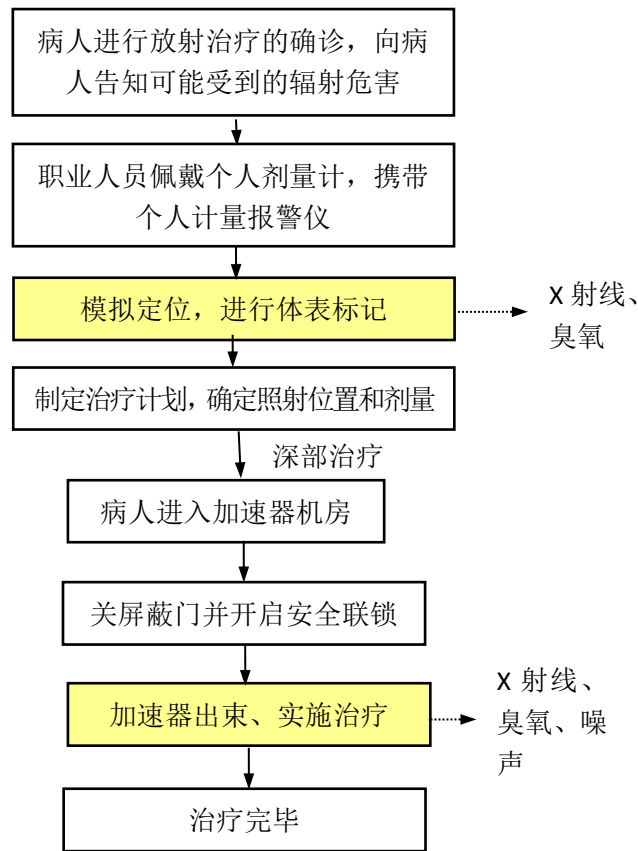 病人进行放射治疗的确诊，向病
人告知可能受到的辐射危害
职业人员佩戴个人剂量计，携带
个人计量报警仪
模拟定位，进行体表标记
X 射线、
臭氧
制定治疗计划，确定照射位置和剂量
深部治疗
病人进入加速器机房
关屏蔽门并开启安全联锁
加速器出束、实施治疗
X 射线、
臭氧、噪
声
治疗完毕